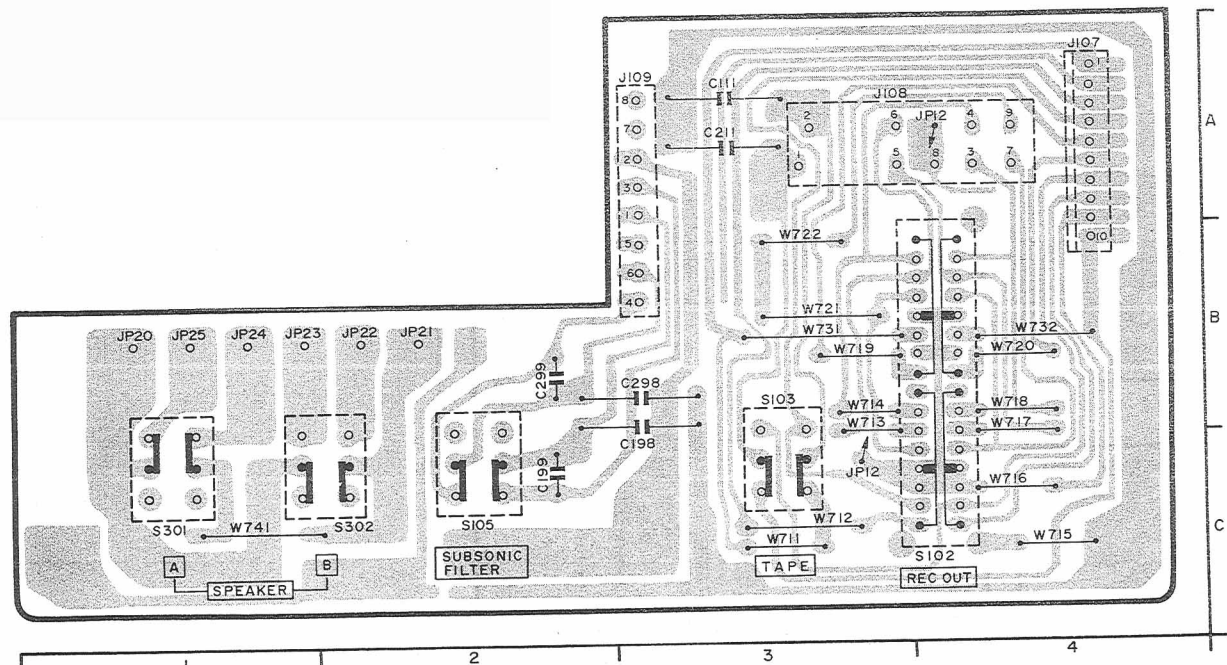 J107
1
10
A
J109
8
7
2
3
1
5
6
4
C111
C211
J108
2
6
JP12
4
9
1
5
8
3
7
W722
W721
W731
W719
W732
W720
B
JP20
JP25
JP24
JP23
JP22
JP21
C299
C298
C198
C199
S103
W714
W713
JP12
W718
W717
W716
W712
W711
W715
C
S301
W741
S302
S105
S102
A
SPEAKER
B
SUBSONIC
FILTER
TAPE
REC OUT
1
2
3
4